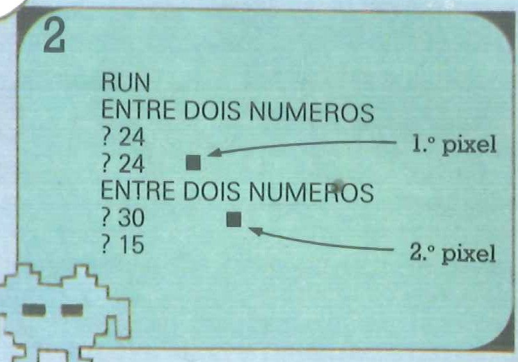 2
RUN
ENTRE DOIS NUMEROS
? 24
? 24
1.º pixel
ENTRE DOIS NUMEROS
? 30
? 15
2.º pixel